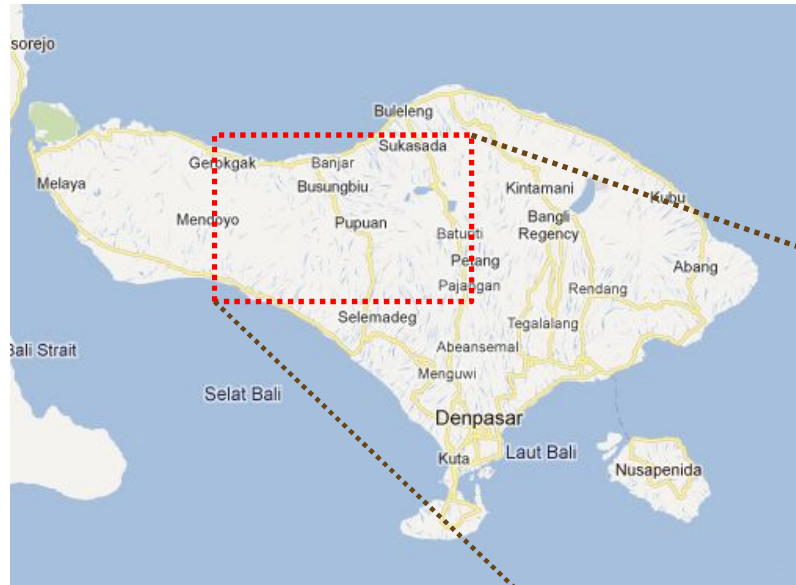 sorejo
Buleleng
Sukasada
Gerokgak
Banjar
Melaya
Busungbiu
Kintamani
Kubu
Mendoyo
Pupuan
Bangli
Regency
Baturiti
Petang
Abang
Pajangan
Rendang
Selemadeg
Tegalalang
Bali Strait
Abeansemal
Menguwi
Selat Bali
Denpasar
Kuta
Laut Bali
Nusapenida